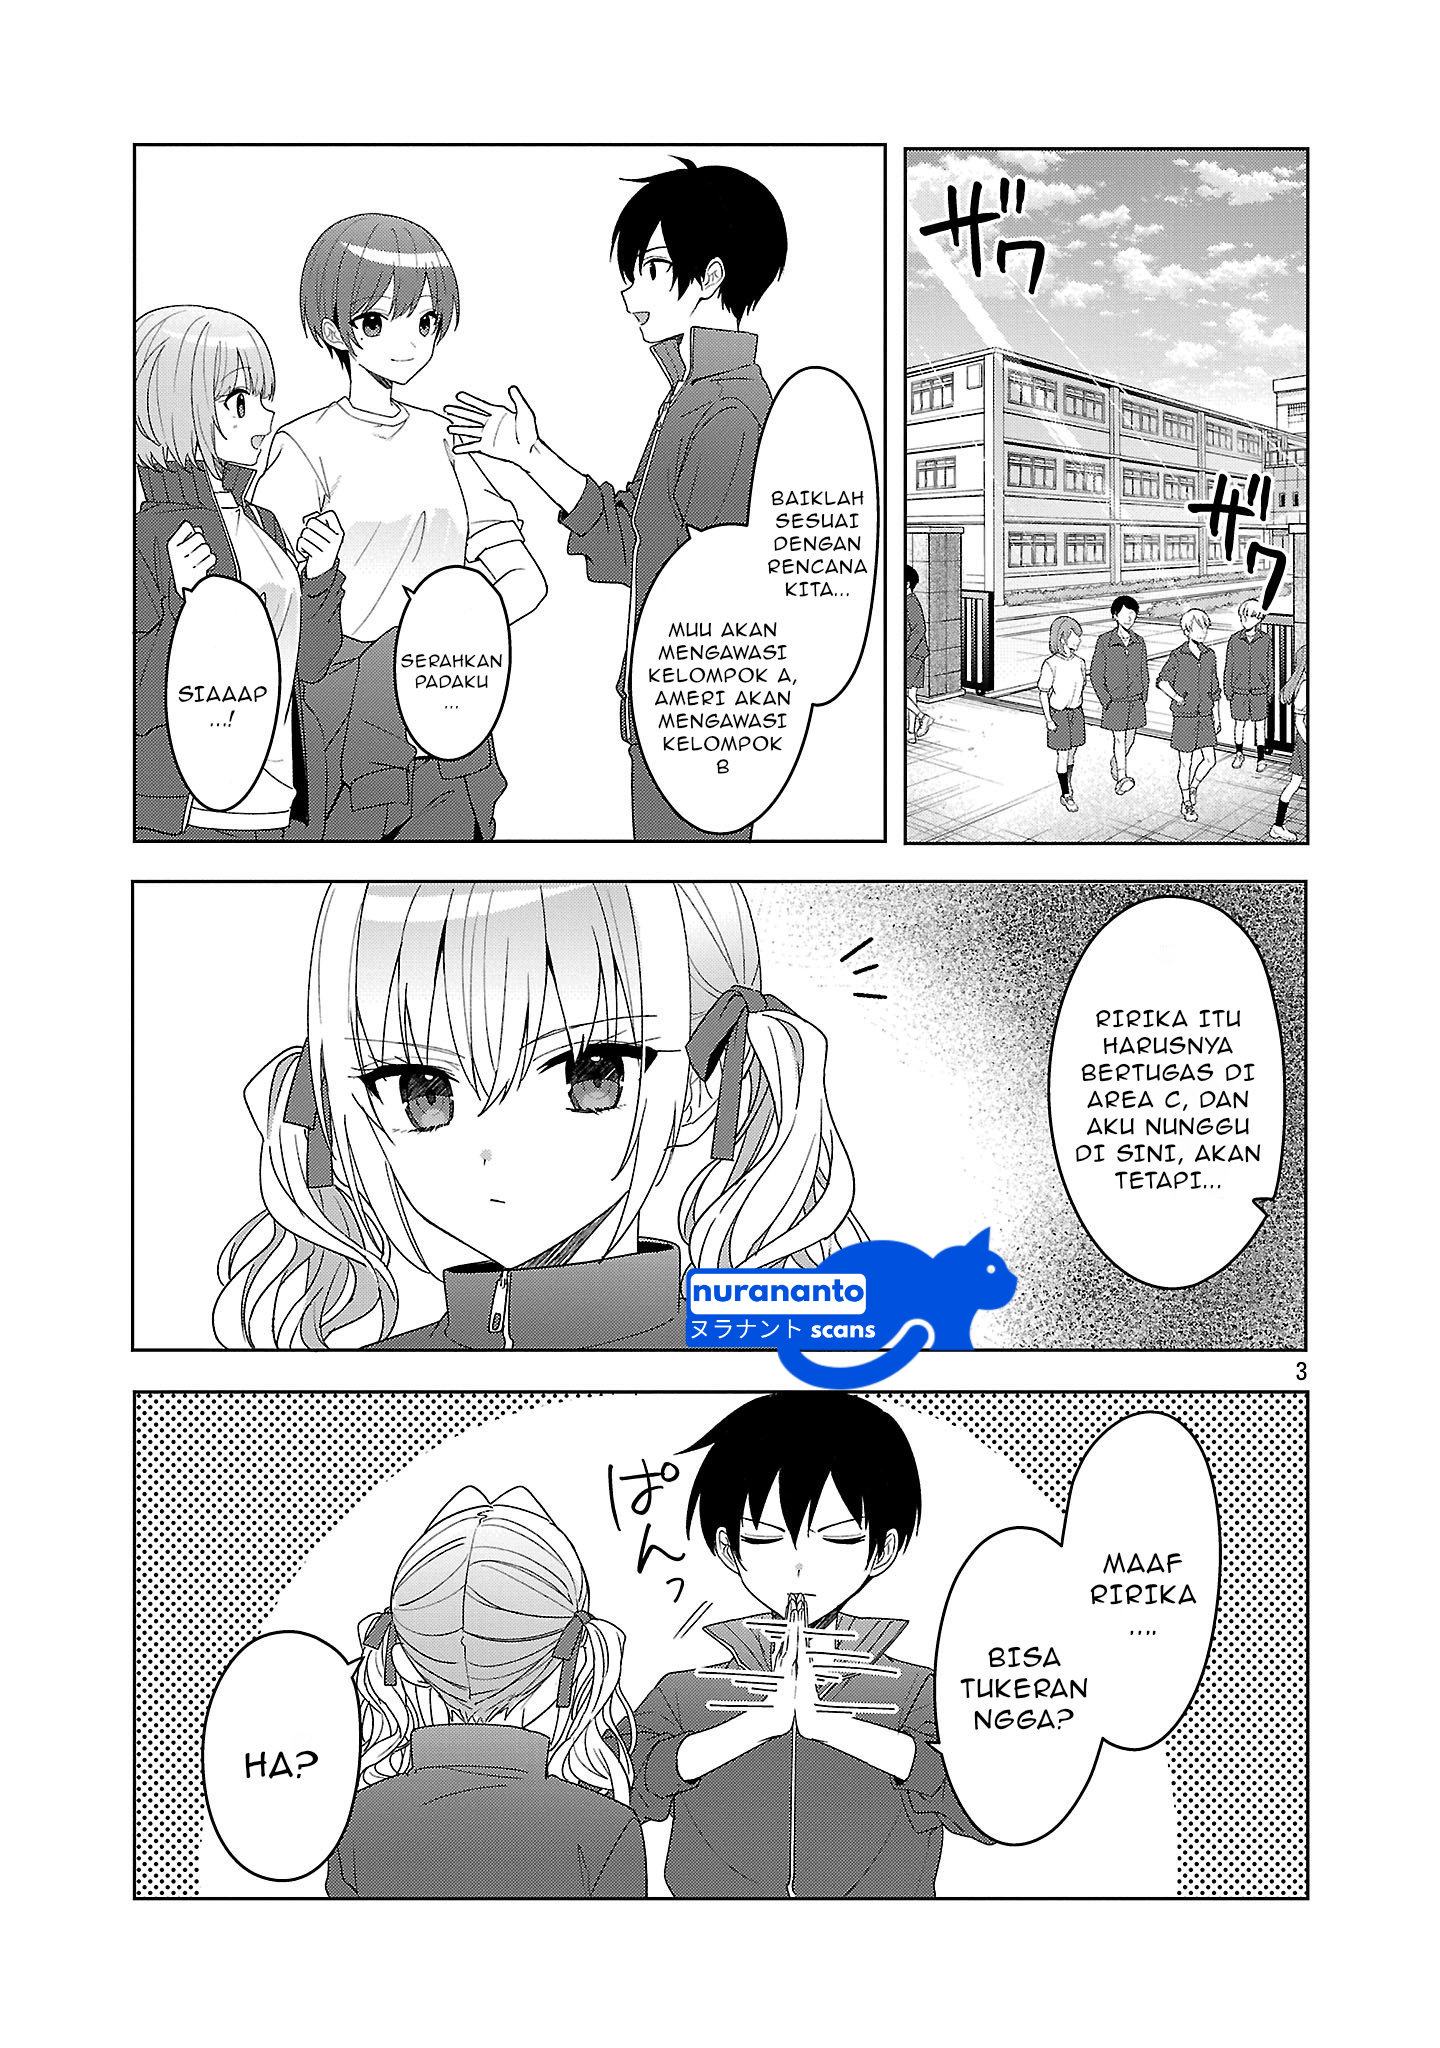 ザワ
ザワ
BAIKLAH
SESUAI
DENGAN
RENCANA
KITA...
MUU AKAN
MENGAWASI
KELOMPOK A,
AMERI AKAN
MENGAWASI
KELOMPOK
B
SERAHKAN
PADAKU
...
SIAAAP
...!
RIRIKA ITU
HARUSNYA
BERTUGAS DI
AREA C, DAN
AKU NUNGGU
DI SINI, AKAN
TETAPI...
nurananto
ヌラナント scans
3
MAAF
RIRIKA
....
BISA
TUKERAN
NGGA?
ぱんっ
HA?